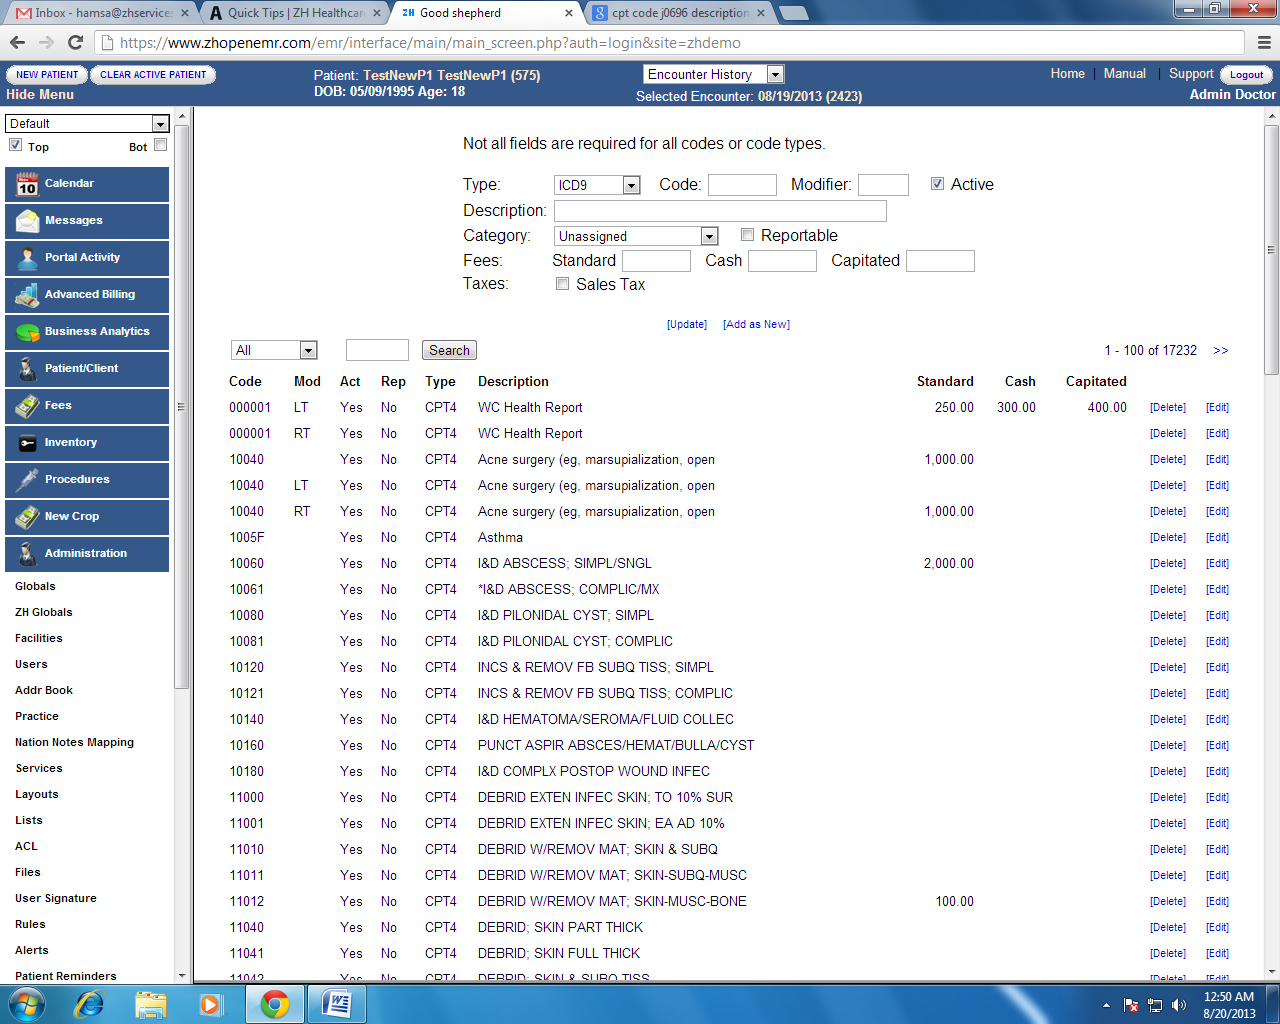 Inbox - hamsa@zhservices
Quick Tips | ZH Healthcare
ZH Good shepherd
cpt code j0696 description
https://www.zhopenemr.com/emr/interface/main/main_screen.php?auth=login&site=zhdemo
NEW PATIENT CLEAR ACTIVE PATIENT
Hide Menu
Patient: TestNewP1 TestNewP1 (575)
DOB: 05/09/1995 Age: 18
Encounter History
Selected Encounter: 08/19/2013 (2423)
Home | Manual | Support Logout
Admin Doctor
Default
Top Bot
Calendar
10
Messages
Portal Activity
Advanced Billing
Business Analytics
Patient/Client
Fees
Inventory
Procedures
New Crop
Administration
Globals
ZH Globals
Facilities
Users
Addr Book
Practice
Nation Notes Mapping
Services
Layouts
Lists
ACL
Files
User Signature
Rules
Alerts
Patient Reminders
Not all fields are required for all codes or code types.
Type: ICD9 Code: Modifier: Active
Description:
Category: Unassigned Reportable
Fees: Standard Cash Capitated
Taxes: Sales Tax
[Update] [Add as New]
All Search 1 - 100 of 17232 >>
Code Mod Act Rep Type Description Standard Cash Capitated
000001 LT Yes No CPT4 WC Health Report 250.00 300.00 400.00 [Delete] [Edit]
000001 RT Yes No CPT4 WC Health Report [Delete] [Edit]
10040 Yes No CPT4 Acne surgery (eg, marsupialization, open 1,000.00 [Delete] [Edit]
10040 LT Yes No CPT4 Acne surgery (eg, marsupialization, open [Delete] [Edit]
10040 RT Yes No CPT4 Acne surgery (eg, marsupialization, open 1,000.00 [Delete] [Edit]
1005F Yes No CPT4 Asthma [Delete] [Edit]
10060 Yes No CPT4 I&D ABSCESS; SIMPL/SNGL 2,000.00 [Delete] [Edit]
10061 Yes No CPT4 *I&D ABSCESS; COMPLIC/MX [Delete] [Edit]
10080 Yes No CPT4 I&D PILONIDAL CYST; SIMPL [Delete] [Edit]
10081 Yes No CPT4 I&D PILONIDAL CYST; COMPLIC [Delete] [Edit]
10120 Yes No CPT4 INCS & REMOV FB SUBQ TISS; SIMPL [Delete] [Edit]
10121 Yes No CPT4 INCS & REMOV FB SUBQ TISS; COMPLIC [Delete] [Edit]
10140 Yes No CPT4 I&D HEMATOMA/SEROMA/FLUID COLLEC [Delete] [Edit]
10160 Yes No CPT4 PUNCT ASPIR ABSCES/HEMAT/BULLA/CYST [Delete] [Edit]
10180 Yes No CPT4 I&D COMPLX POSTOP WOUND INFEC [Delete] [Edit]
11000 Yes No CPT4 DEBRID EXTEN INFEC SKIN; TO 10% SUR [Delete] [Edit]
11001 Yes No CPT4 DEBRID EXTEN INFEC SKIN; EA AD 10% [Delete] [Edit]
11010 Yes No CPT4 DEBRID W/REMOV MAT; SKIN & SUBQ [Delete] [Edit]
11011 Yes No CPT4 DEBRID W/REMOV MAT; SKIN-SUBQ-MUSC [Delete] [Edit]
11012 Yes No CPT4 DEBRID W/REMOV MAT; SKIN-MUSC-BONE 100.00 [Delete] [Edit]
11040 Yes No CPT4 DEBRID; SKIN PART THICK [Delete] [Edit]
11041 Yes No CPT4 DEBRID; SKIN FULL THICK [Delete] [Edit]
11042 Yes No CPT4 DEBRID; SKIN & SUBQ TISS [Delete] [Edit]
12:50 AM
8/20/2013